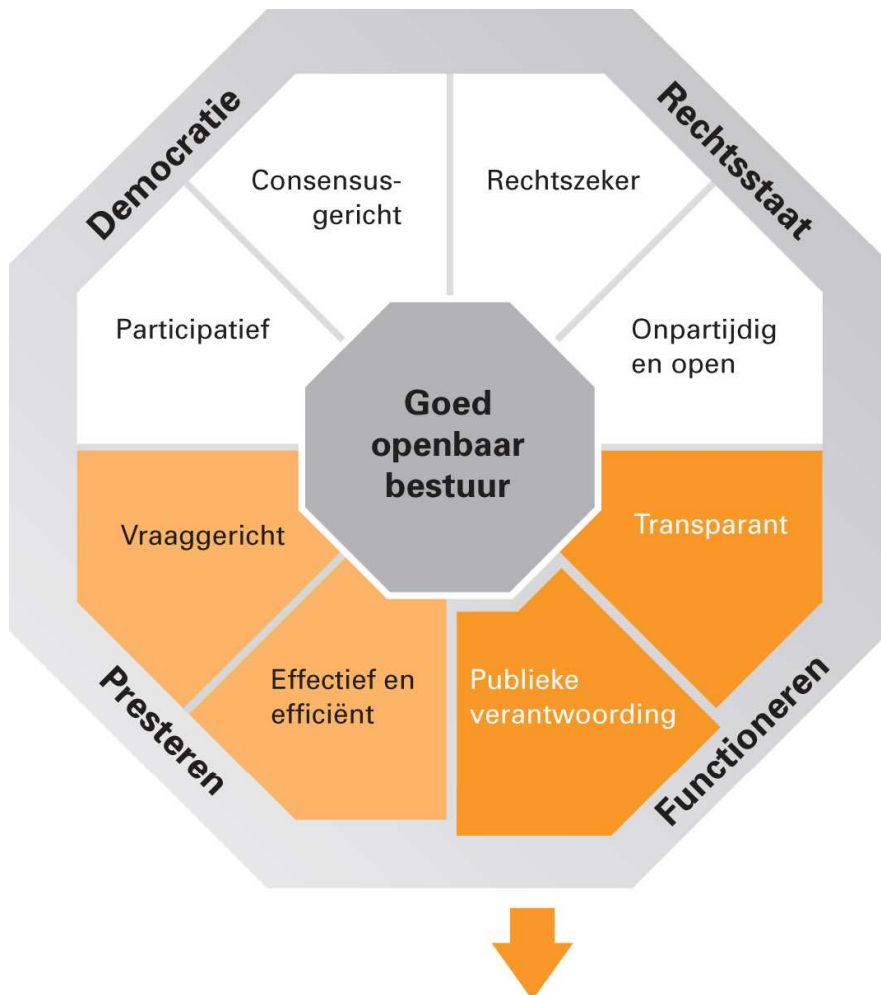 Democratie
Rechtsstaat
Consensus-
gericht
Rechtszeker
Participatief
Onpartijdig
en open
Goed
openbaar
bestuur
Vraaggericht
Transparant
Effectief en
efficiënt
Publieke
verantwoording
Presteren
Functioneren